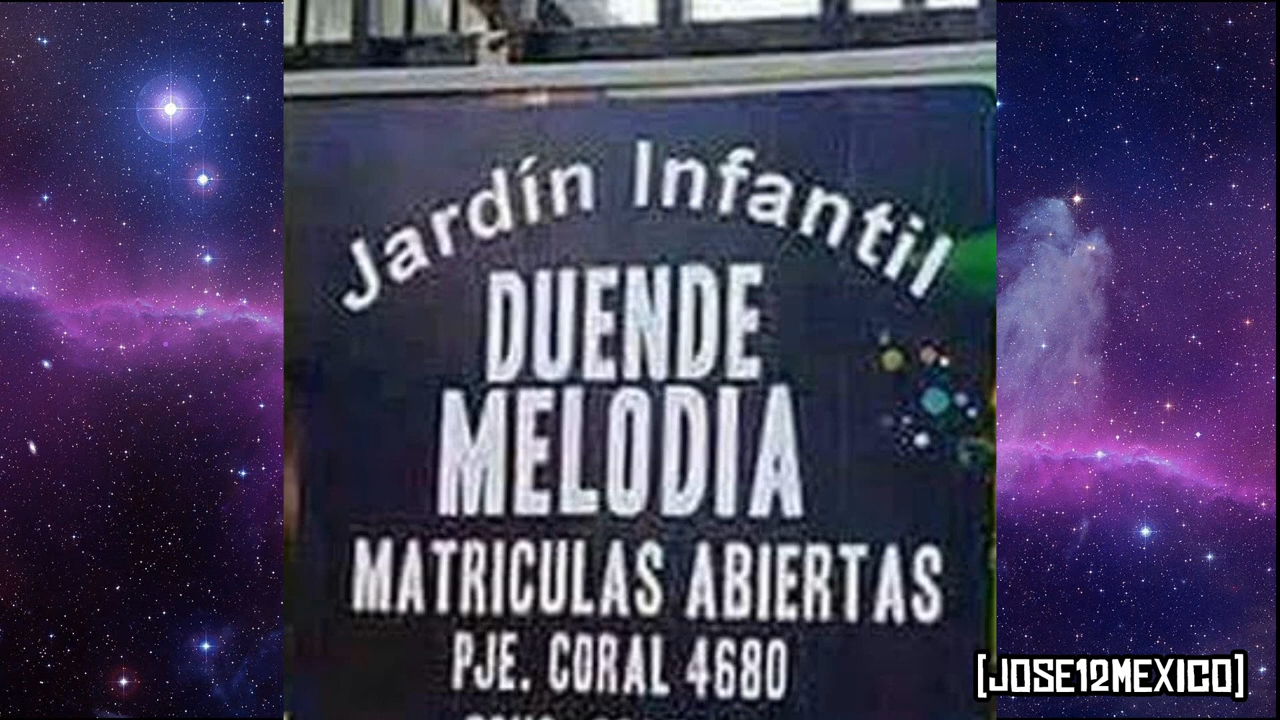 Jardín Infantil
DUENDE
MELODIA
MATRICULAS ABIERTAS
PJE. CORAL 4680
[JOSE12MEXICO]